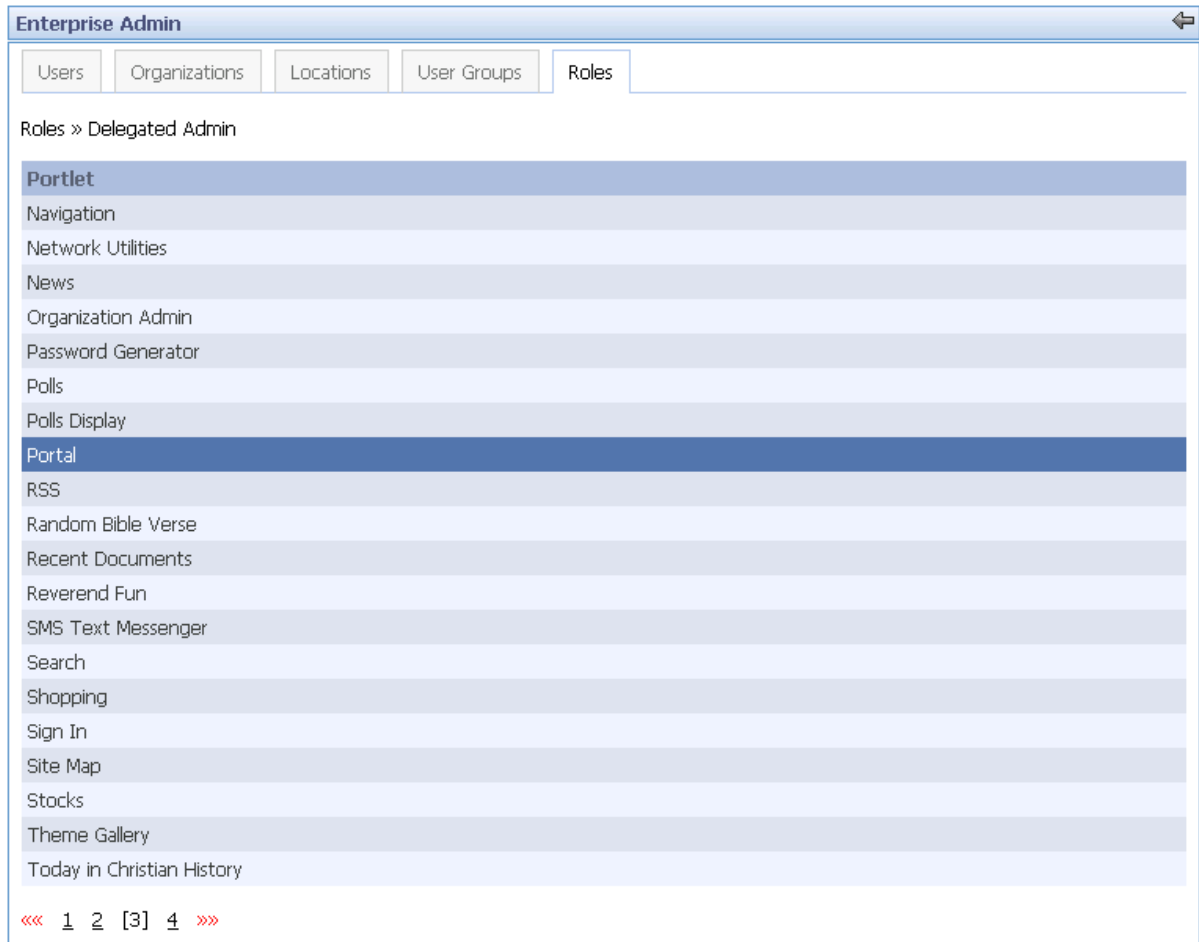 Enterprise Admin
Users Organizations Locations User Groups Roles
Roles » Delegated Admin
Portlet
Navigation
Network Utilities
News
Organization Admin
Password Generator
Polls
Polls Display
Portal
RSS
Random Bible Verse
Recent Documents
Reverend Fun
SMS Text Messenger
Search
Shopping
Sign In
Site Map
Stocks
Theme Gallery
Today in Christian History
«« 1 2 [3] 4 »»